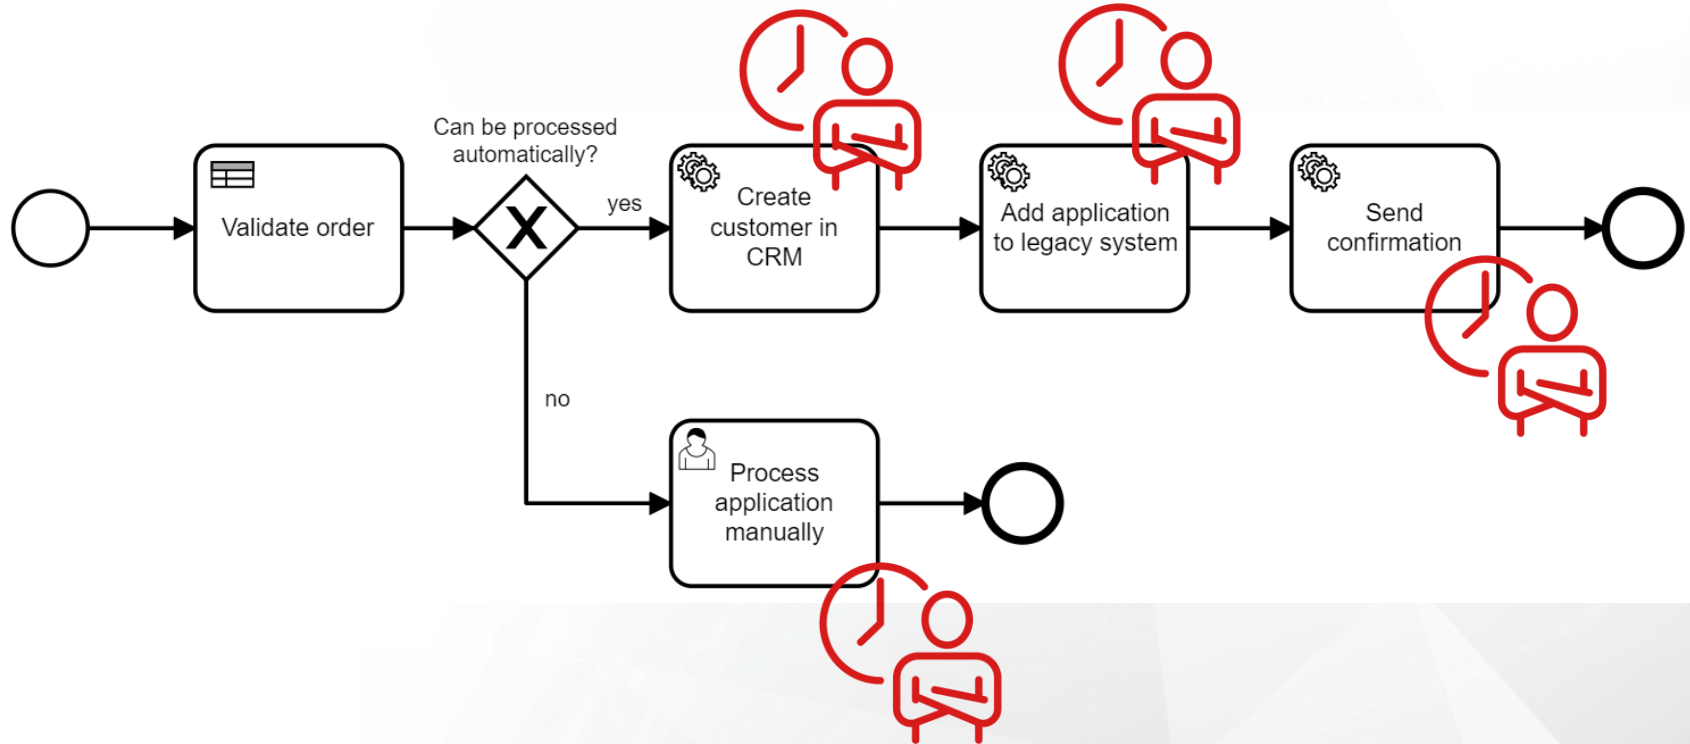 Can be processed
automatically?
Validate order
yes
Create
customer in
CRM
Add application
to legacy system
Send
confirmation
no
Process
application
manually